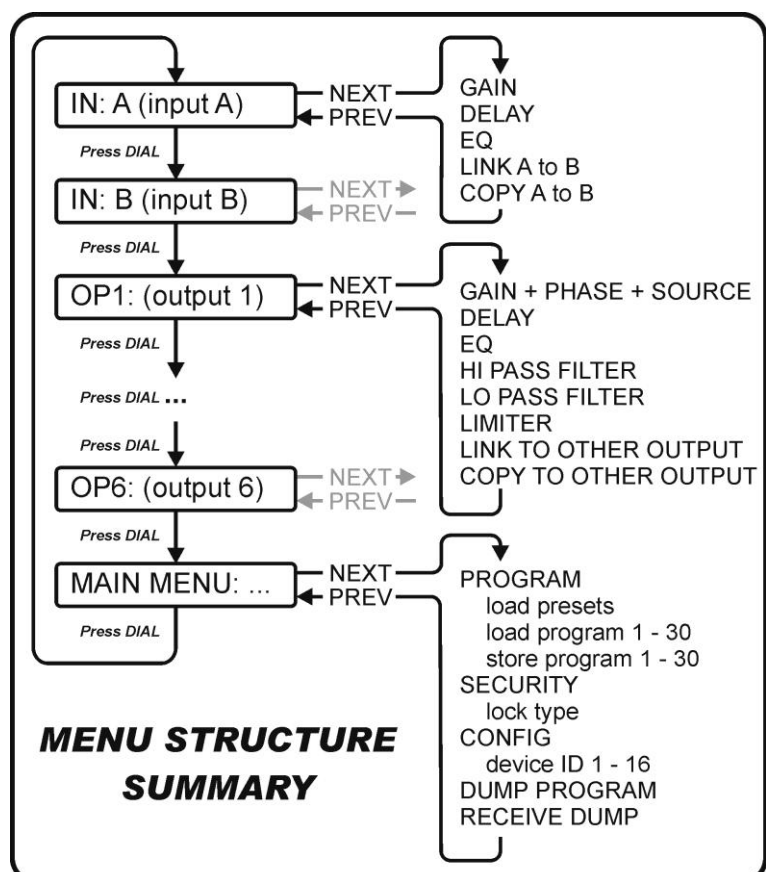 IN: A (input A)
NEXT
PREV
GAIN
DELAY
EQ
LINK A to B
COPY A to B
Press DIAL
IN: B (input B)
NEXT
PREV
Press DIAL
OP1: (output 1)
NEXT
PREV
GAIN + PHASE + SOURCE
DELAY
EQ
HI PASS FILTER
LO PASS FILTER
LIMITER
LINK TO OTHER OUTPUT
COPY TO OTHER OUTPUT
Press DIAL
Press DIAL ...
Press DIAL
OP6: (output 6)
NEXT
PREV
Press DIAL
MAIN MENU: ...
NEXT
PREV
PROGRAM
load presets
load program 1 - 30
store program 1 - 30
SECURITY
lock type
CONFIG
device ID 1 - 16
DUMP PROGRAM
RECEIVE DUMP
Press DIAL
MENU STRUCTURE
SUMMARY